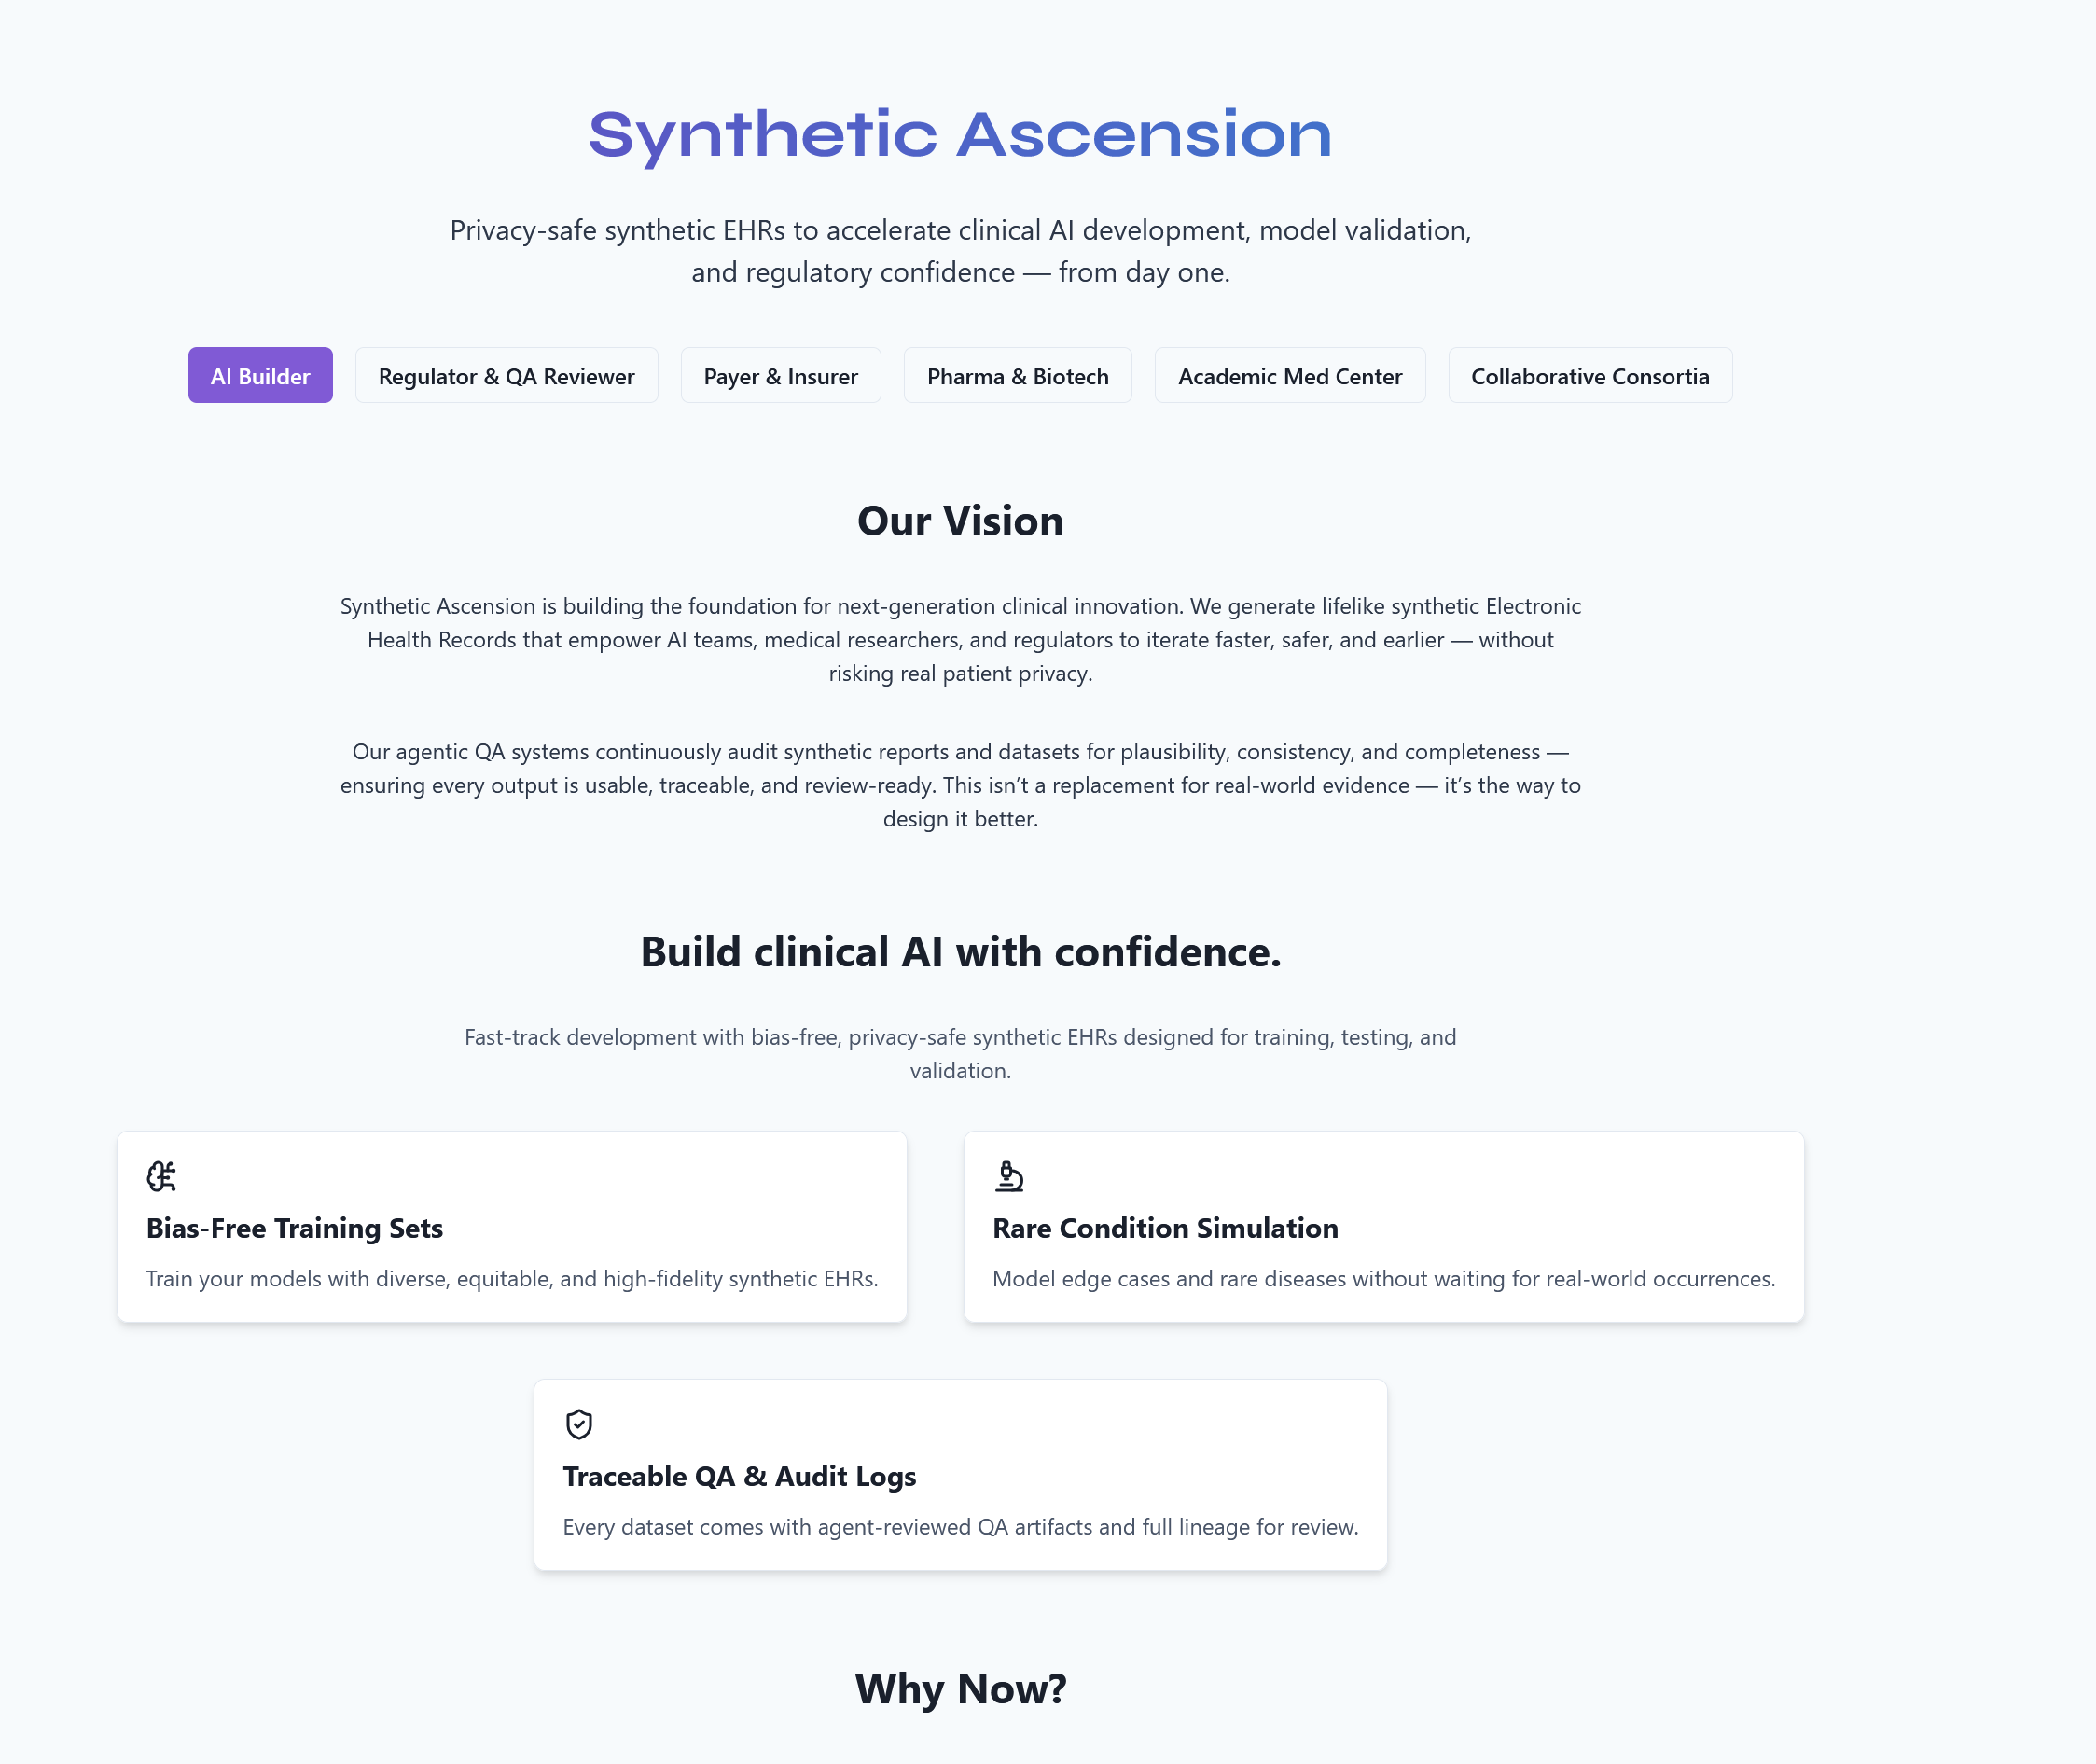 Synthetic Ascension
Privacy-safe synthetic EHRs to accelerate clinical AI development, model validation,
and regulatory confidence — from day one.
AI Builder
Regulator & QA Reviewer
Payer & Insurer
Pharma & Biotech
Academic Med Center
Collaborative Consortia
Our Vision
Synthetic Ascension is building the foundation for next-generation clinical innovation. We generate lifelike synthetic Electronic
Health Records that empower AI teams, medical researchers, and regulators to iterate faster, safer, and earlier — without
risking real patient privacy.
Our agentic QA systems continuously audit synthetic reports and datasets for plausibility, consistency, and completeness —
ensuring every output is usable, traceable, and review-ready. This isn’t a replacement for real-world evidence — it’s the way to
design it better.
Build clinical AI with confidence.
Fast-track development with bias-free, privacy-safe synthetic EHRs designed for training, testing, and
validation.
Bias-Free Training Sets
Train your models with diverse, equitable, and high-fidelity synthetic EHRs.
Rare Condition Simulation
Model edge cases and rare diseases without waiting for real-world occurrences.
Traceable QA & Audit Logs
Every dataset comes with agent-reviewed QA artifacts and full lineage for review.
Why Now?